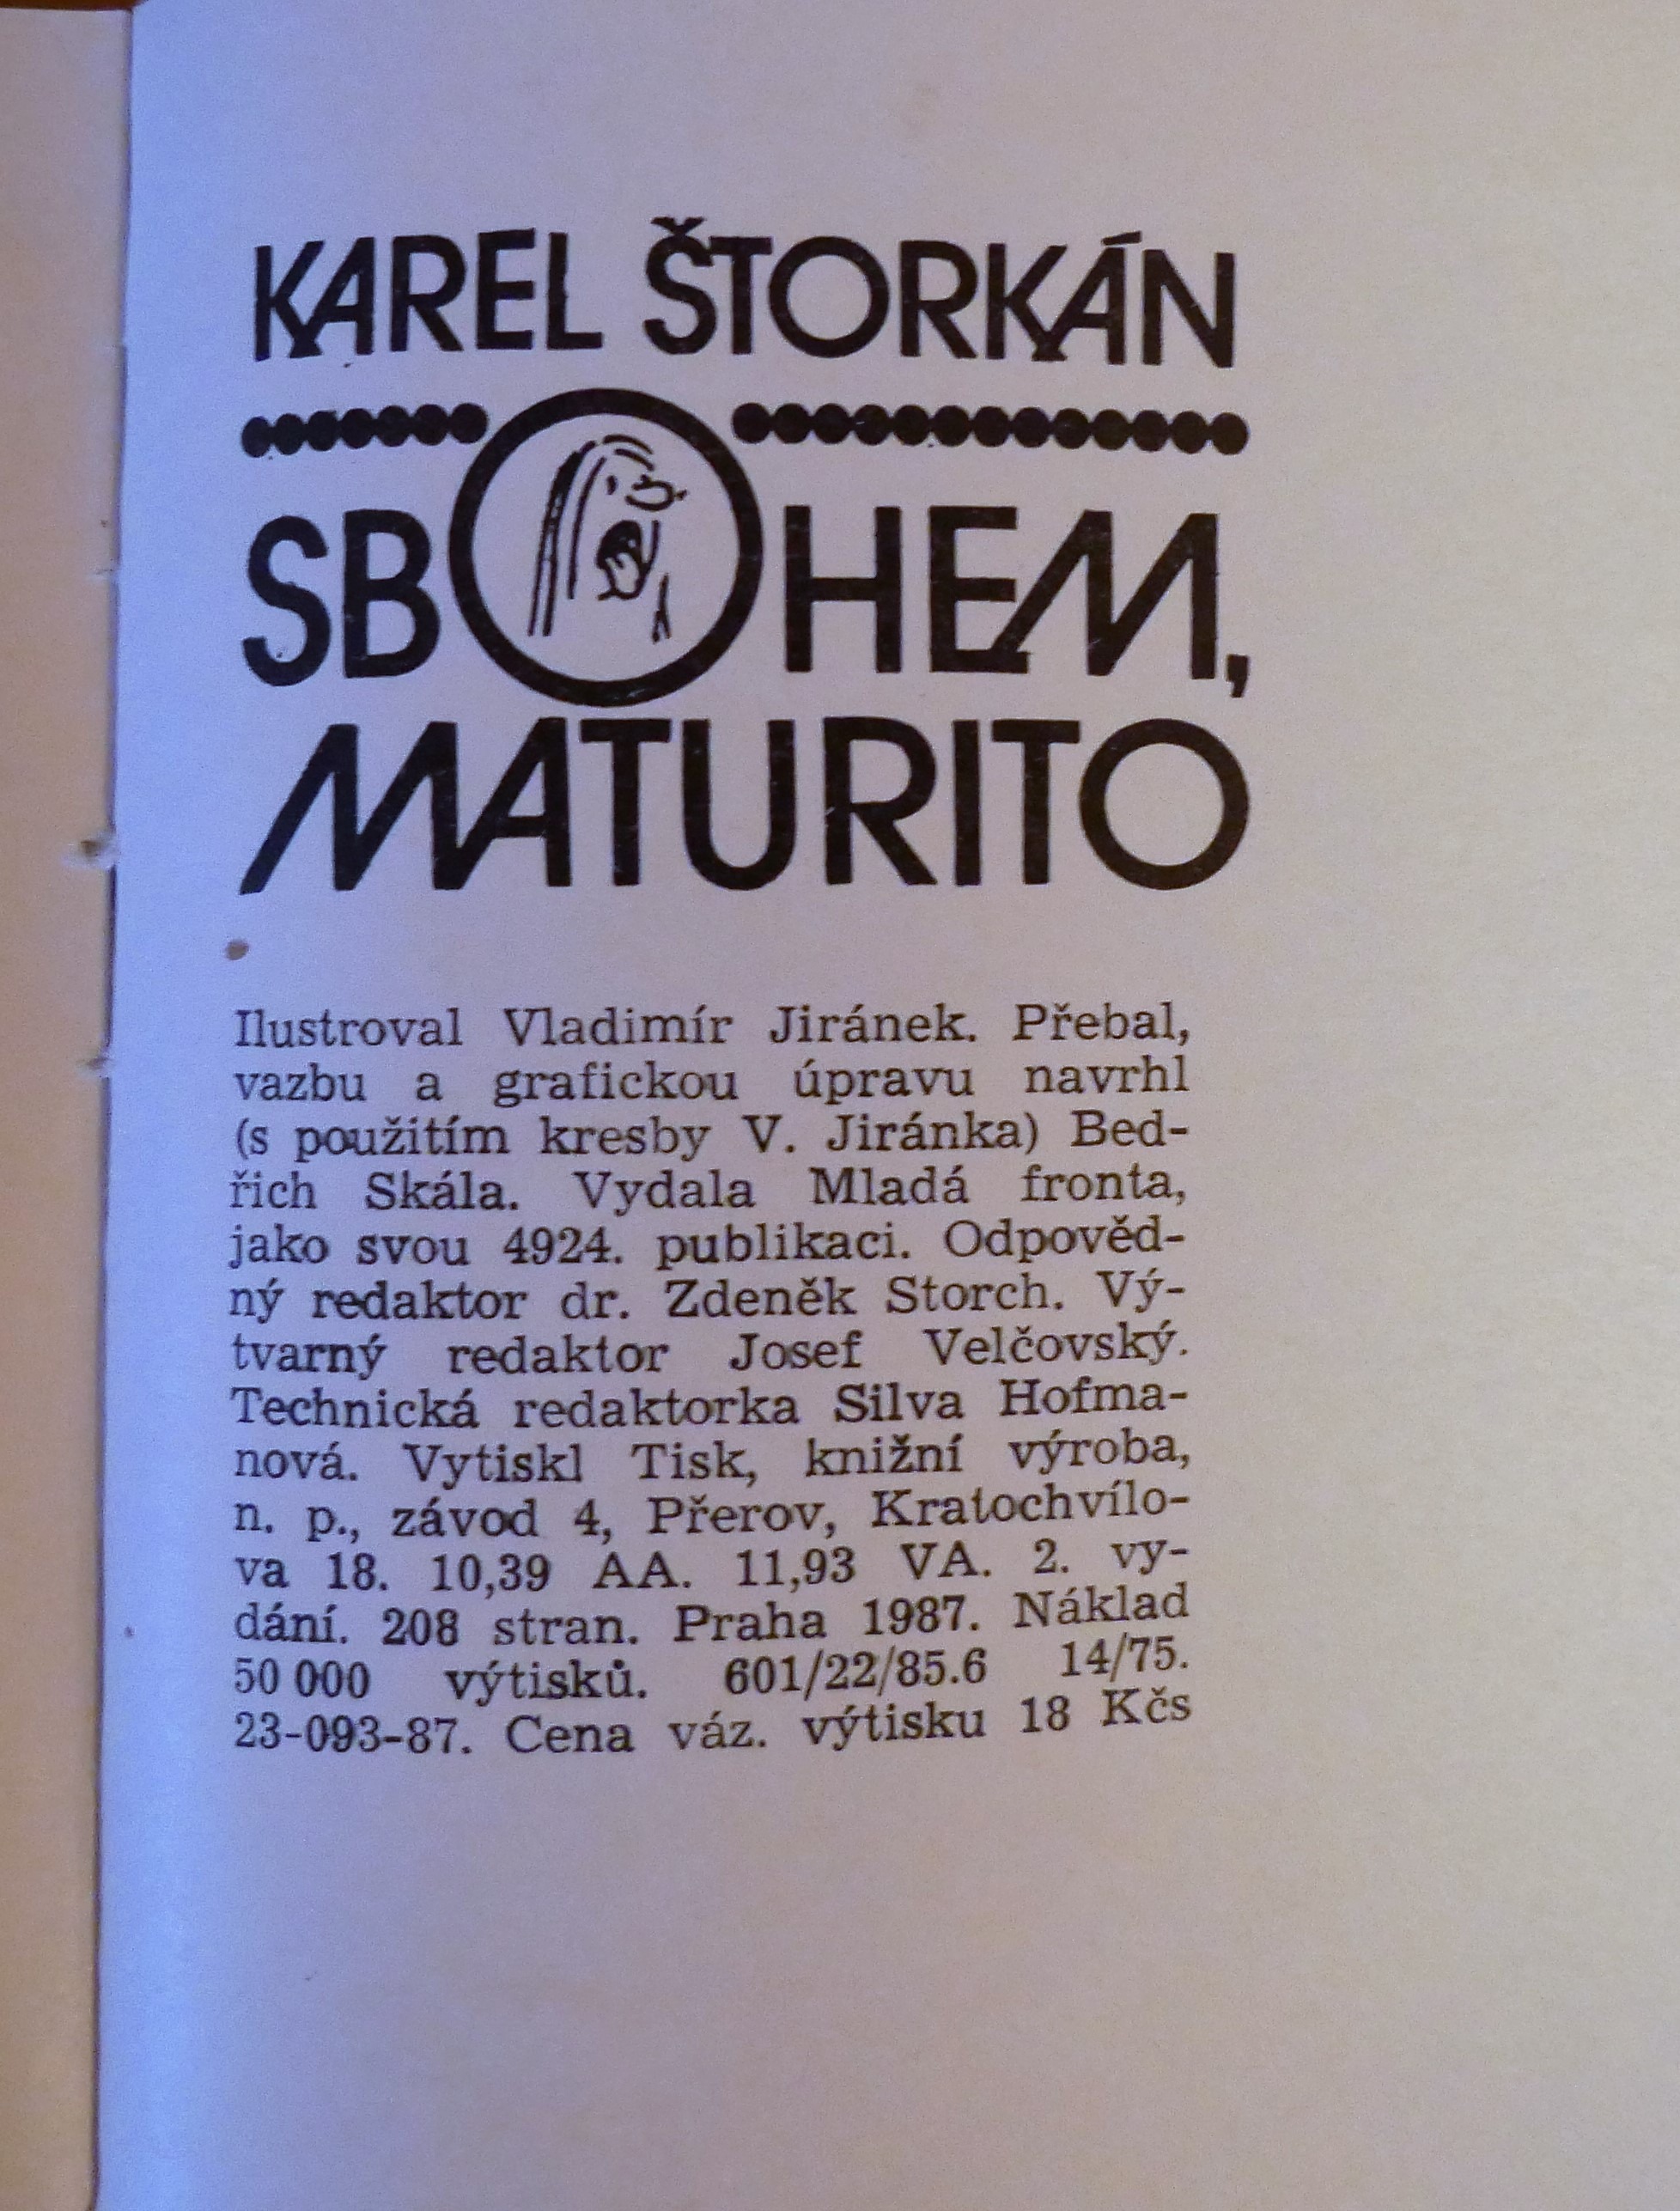 KAREL ŠTORKÁN
SBOHEM,
MATURITO
Ilustroval Vladimír Jiránek. Přebal,
vazbu a grafickou úpravu navrhl
(s použitím kresby V. Jiránka) Bed-
řich Skála. Vydala Mladá fronta,
jako svou 4924. publikaci. Odpověd-
ný redaktor dr. Zdeněk Storch. Vý-
tvarný redaktor Josef Velčovský.
Technická redaktorka Silva Hofma-
nová. Vytiskl Tisk, knižní výroba,
n. p., závod 4, Přerov, Kratochvílo-
va 18. 10,39 AA. 11,93 VA. 2. vy-
dání. 208 stran. Praha 1987. Náklad
50 000 výtisků. 601/22/85.6 14/75.
23-093-87. Cena váz. výtisku 18 Kčs